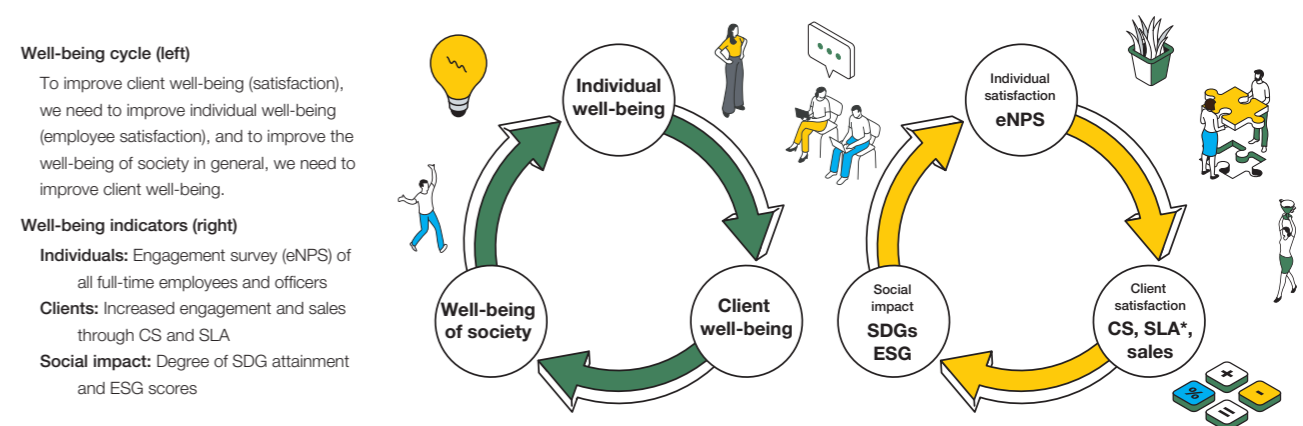 Well-being cycle (left)
To improve client well-being (satisfaction),
we need to improve individual well-being
(employee satisfaction), and to improve the
well-being of society in general, we need to
improve client well-being.
Well-being indicators (right)
Individuals: Engagement survey (eNPS) of
all full-time employees and officers
Clients: Increased engagement and sales
through CS and SLA
Social impact: Degree of SDG attainment
and ESG scores
Individual
well-being
Client
well-being
Well-being
of society
Individual
satisfaction
eNPS
Client
satisfaction
CS, SLA*,
sales
Social
impact
SDGs
ESG
+
%
-
=